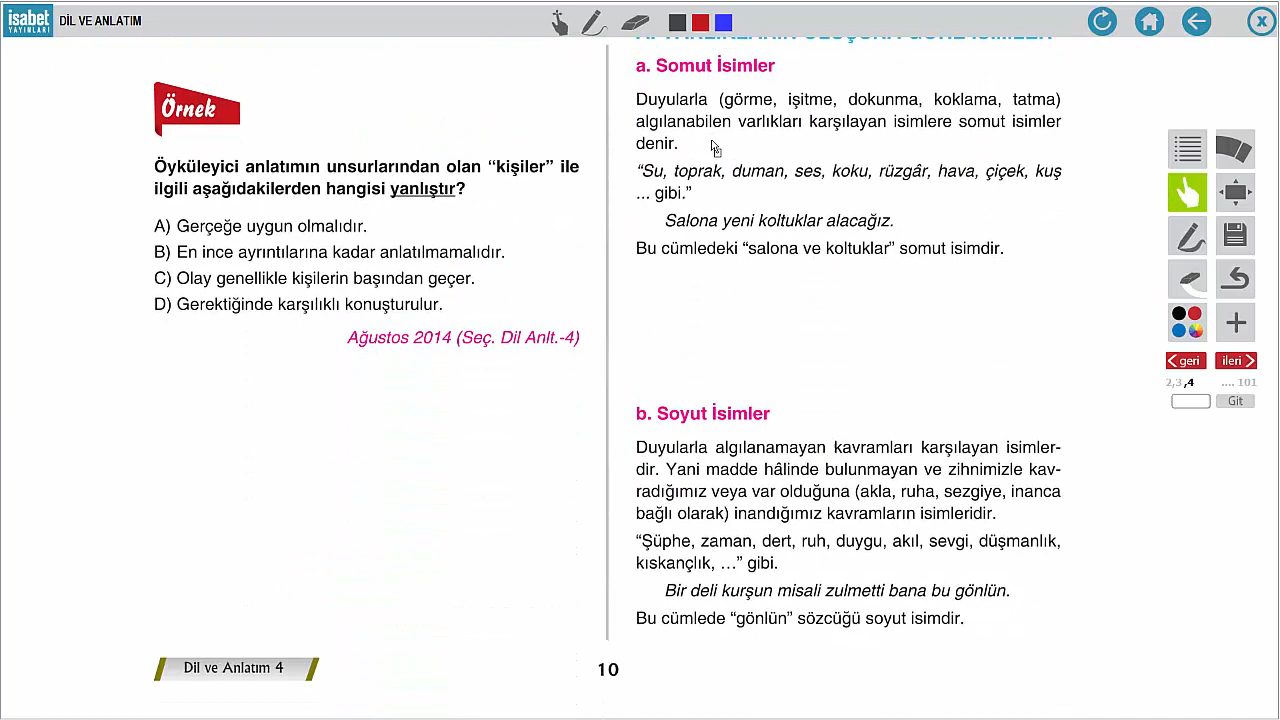 isabet
YAYINLARI
DİL VE ANLATIM
Örnek
Öyküleyici anlatımın unsurlarından olan “kişiler” ile
ilgili aşağıdakilerden hangisi yanlıştır?
A) Gerçeğe uygun olmalıdır.
B) En ince ayrıntılarına kadar anlatılmamalıdır.
C) Olay genellikle kişilerin başından geçer.
D) Gerektiğinde karşılıklı konuşturulur.
Ağustos 2014 (Seç. Dil Anlt.-4)
a. Somut İsimler
Duyularla (görme, işitme, dokunma, koklama, tatma)
algılanabilen varlıkları karşılayan isimlere somut isimler
denir.
“Su, toprak, duman, ses, koku, rüzgâr, hava, çiçek, kuş
... gibi.”
Salona yeni koltuklar alacağız.
Bu cümledeki “salona ve koltuklar” somut isimdir.
b. Soyut İsimler
Duyularla algılanamayan kavramları karşılayan isimler-
dir. Yani madde hâlinde bulunmayan ve zihnimizle kav-
radığımız veya var olduğuna (akla, ruha, sezgiye, inanca
bağlı olarak) inandığımız kavramların isimleridir.
“Şüphe, zaman, dert, ruh, duygu, akıl, sevgi, düşmanlık,
kıskançlık, ...” gibi.
Bir deli kurşun misali zulmetti bana bu gönlün.
Bu cümlede “gönlün” sözcüğü soyut isimdir.
geri ileri
2,3,4 .... 101
Git
Dil ve Anlatım 4
10